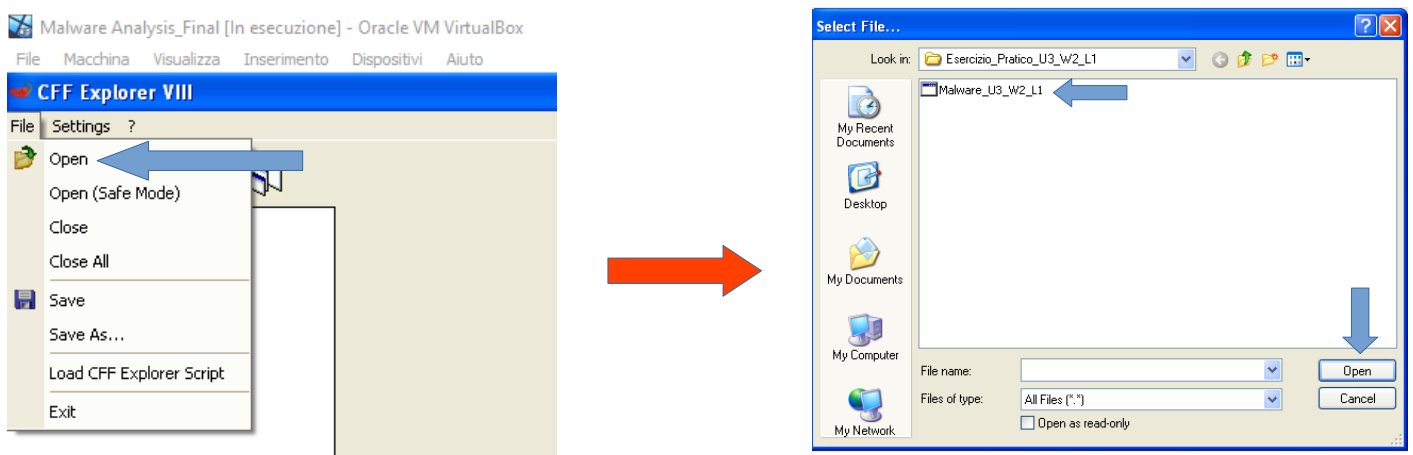 Malware Analysis_Final [In esecuzione] - Oracle VM VirtualBox
File Macchina Visualizza Inserimento Dispositivi Aiuto
CFF Explorer VIII
File Settings ?
Open
Open (Safe Mode)
Close
Close All
Save
Save As...
Load CFF Explorer Script
Exit
Select File...
Look in: Esercizio_Pratico_U3_W2_L1
Malware_U3_W2_L1
My Recent
Documents
Desktop
My Documents
My Computer
My Network
File name:
Open
Files of type: All Files (*.*)
Cancel
Open as read-only